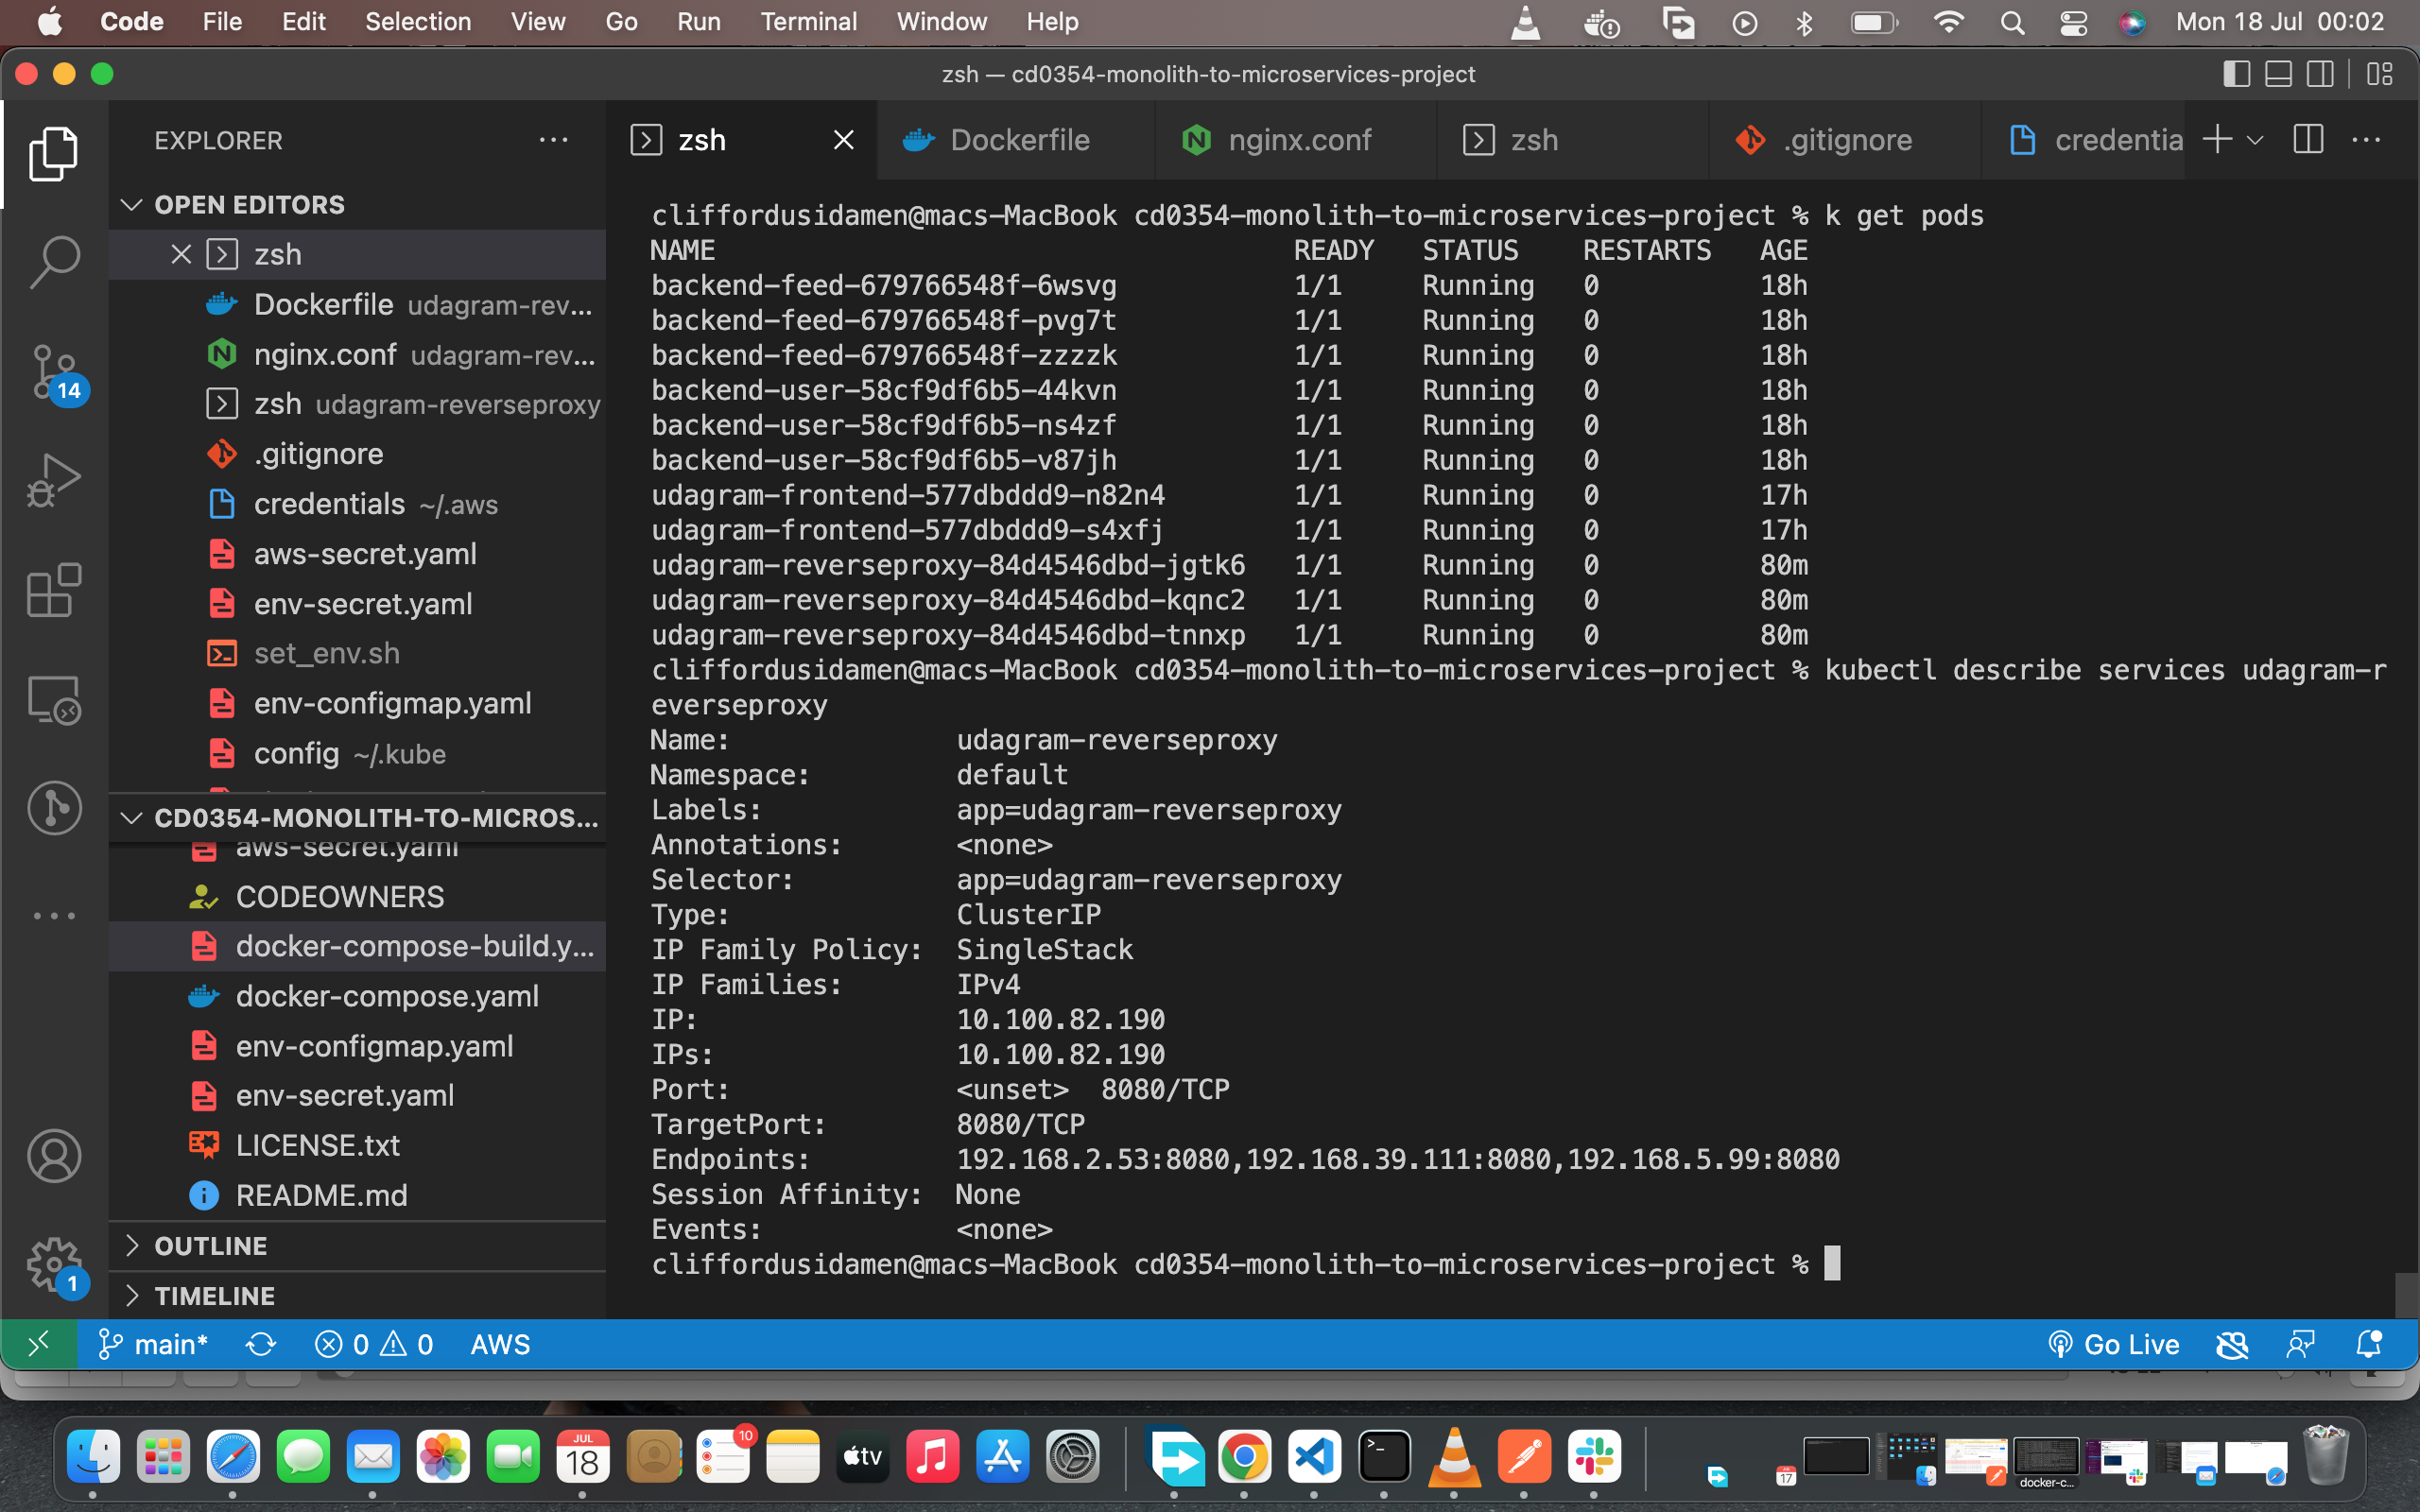 Code File Edit Selection View Go Run Terminal Window Help Mon 18 Jul 00:02
zsh — cd0354-monolith-to-microservices-project
EXPLORER
OPEN EDITORS
zsh
Dockerfile udagram-rev...
nginx.conf udagram-rev...
zsh udagram-reverseproxy
.gitignore
credentials ~/.aws
aws-secret.yaml
env-secret.yaml
set_env.sh
env-configmap.yaml
config ~/.kube
CD0354-MONOLITH-TO-MICROS...
aws-secret.yaml
CODEOWNERS
docker-compose-build.y...
docker-compose.yaml
env-configmap.yaml
env-secret.yaml
LICENSE.txt
README.md
OUTLINE
TIMELINE
14
1
zsh Dockerfile nginx.conf zsh .gitignore credentia
cliffordusidamen@macs-MacBook cd0354-monolith-to-microservices-project % k get pods
NAME READY STATUS RESTARTS AGE
backend-feed-679766548f-6wsvg 1/1 Running 0 18h
backend-feed-679766548f-pvg7t 1/1 Running 0 18h
backend-feed-679766548f-zzzzk 1/1 Running 0 18h
backend-user-58cf9df6b5-44kvn 1/1 Running 0 18h
backend-user-58cf9df6b5-ns4zf 1/1 Running 0 18h
backend-user-58cf9df6b5-v87jh 1/1 Running 0 18h
udagram-frontend-577dbddd9-n82n4 1/1 Running 0 17h
udagram-frontend-577dbddd9-s4xfj 1/1 Running 0 17h
udagram-reverseproxy-84d4546dbd-jgtk6 1/1 Running 0 80m
udagram-reverseproxy-84d4546dbd-kqnc2 1/1 Running 0 80m
udagram-reverseproxy-84d4546dbd-tnnxp 1/1 Running 0 80m
cliffordusidamen@macs-MacBook cd0354-monolith-to-microservices-project % kubectl describe services udagram-r
everseproxy
Name: udagram-reverseproxy
Namespace: default
Labels: app=udagram-reverseproxy
Annotations: <none>
Selector: app=udagram-reverseproxy
Type: ClusterIP
IP Family Policy: SingleStack
IP Families: IPv4
IP: 10.100.82.190
IPs: 10.100.82.190
Port: <unset> 8080/TCP
TargetPort: 8080/TCP
Endpoints: 192.168.2.53:8080,192.168.39.111:8080,192.168.5.99:8080
Session Affinity: None
Events: <none>
cliffordusidamen@macs-MacBook cd0354-monolith-to-microservices-project %
main* 0 0 AWS Go Live
JUL
18
10
tv
17
docker-c...